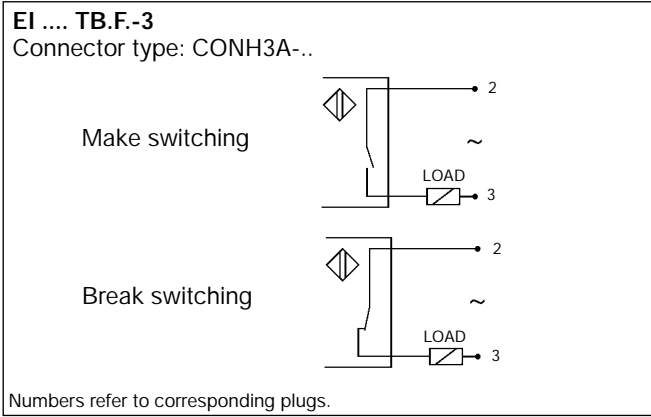 EI .... TB.F.-3
Connector type: CONH3A-..
2
Make switching
~
LOAD
3
2
Break switching
~
LOAD
3
Numbers refer to corresponding plugs.